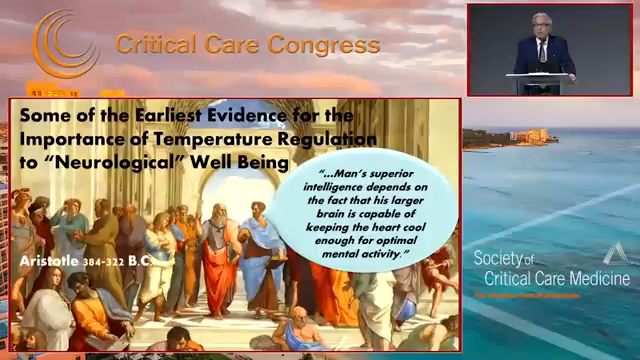 Critical Care Congress
Some of the Earliest Evidence for the
Importance of Temperature Regulation
to “Neurological” Well Being
“...Man’s superior
intelligence depends on
the fact that his larger
brain is capable of
keeping the heart cool
enough for optimal
mental activity.”
Aristotle 384-322 B.C.
Society of
Critical Care Medicine